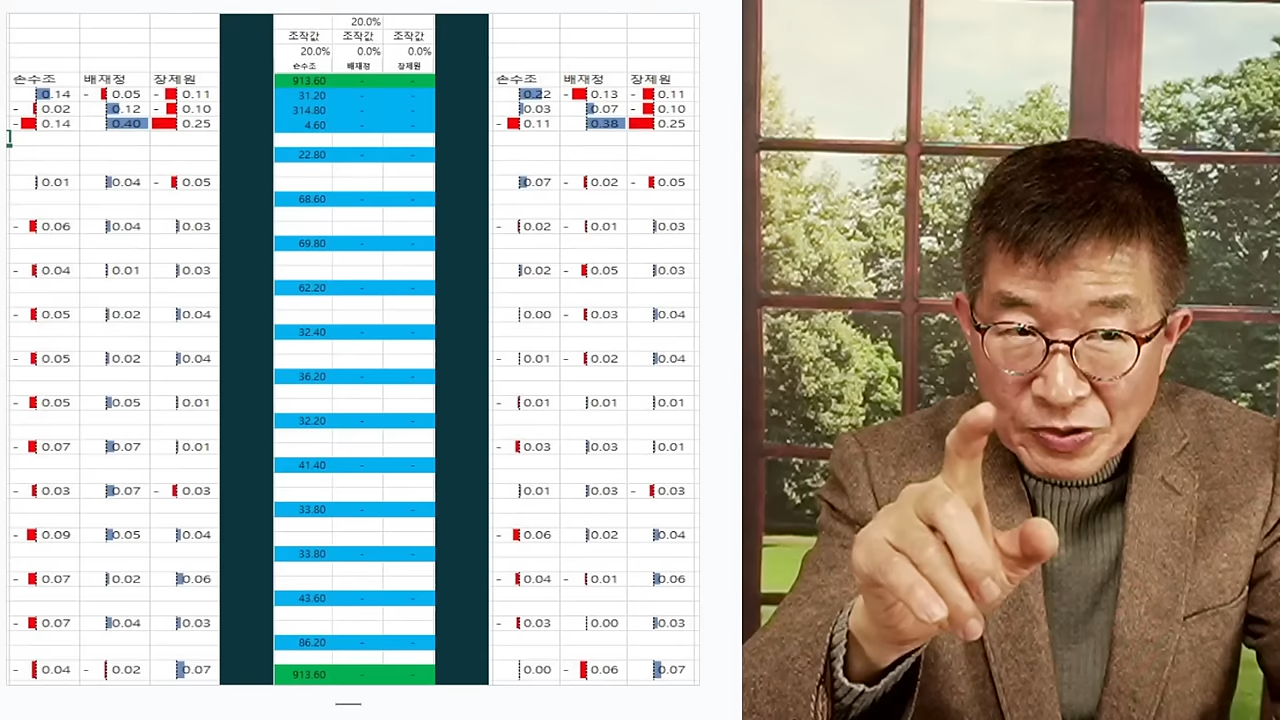 20.0%
조작값 조작값 조작값
20.0% 0.0% 0.0%
손수조 배재정 장제원
손수조 배재정 장제원 913.60 - - 손수조 배재정 장제원
0.14 - 0.05 - 0.11 31.20 - - 0.22 - 0.13 - 0.11
- 0.02 0.12 - 0.10 314.80 - - 0.03 0.07 - 0.10
- 0.14 0.40 - 0.25 4.60 - - - 0.11 0.38 - 0.25
22.80 - -
0.01 0.04 - 0.05 0.07 - 0.02 - 0.05
68.60 - -
- 0.06 0.04 0.03 - 0.02 - 0.01 0.03
69.80 - -
- 0.04 0.01 0.03 0.02 - 0.05 0.03
62.20 - -
- 0.05 0.02 0.04 0.00 - 0.03 0.04
32.40 - -
- 0.05 0.02 0.04 - 0.01 - 0.02 0.04
36.20 - -
- 0.05 0.05 0.01 - 0.01 0.01 0.01
32.20 - -
- 0.07 0.07 0.01 - 0.03 0.03 0.01
41.40 - -
- 0.03 0.07 - 0.03 0.01 0.03 - 0.03
33.80 - -
- 0.09 0.05 0.04 - 0.06 0.02 0.04
33.80 - -
- 0.07 0.02 0.06 - 0.04 - 0.01 0.06
43.60 - -
- 0.07 0.04 0.03 - 0.03 0.00 0.03
86.20 - -
- 0.04 - 0.02 0.07 913.60 - - 0.00 - 0.06 0.07